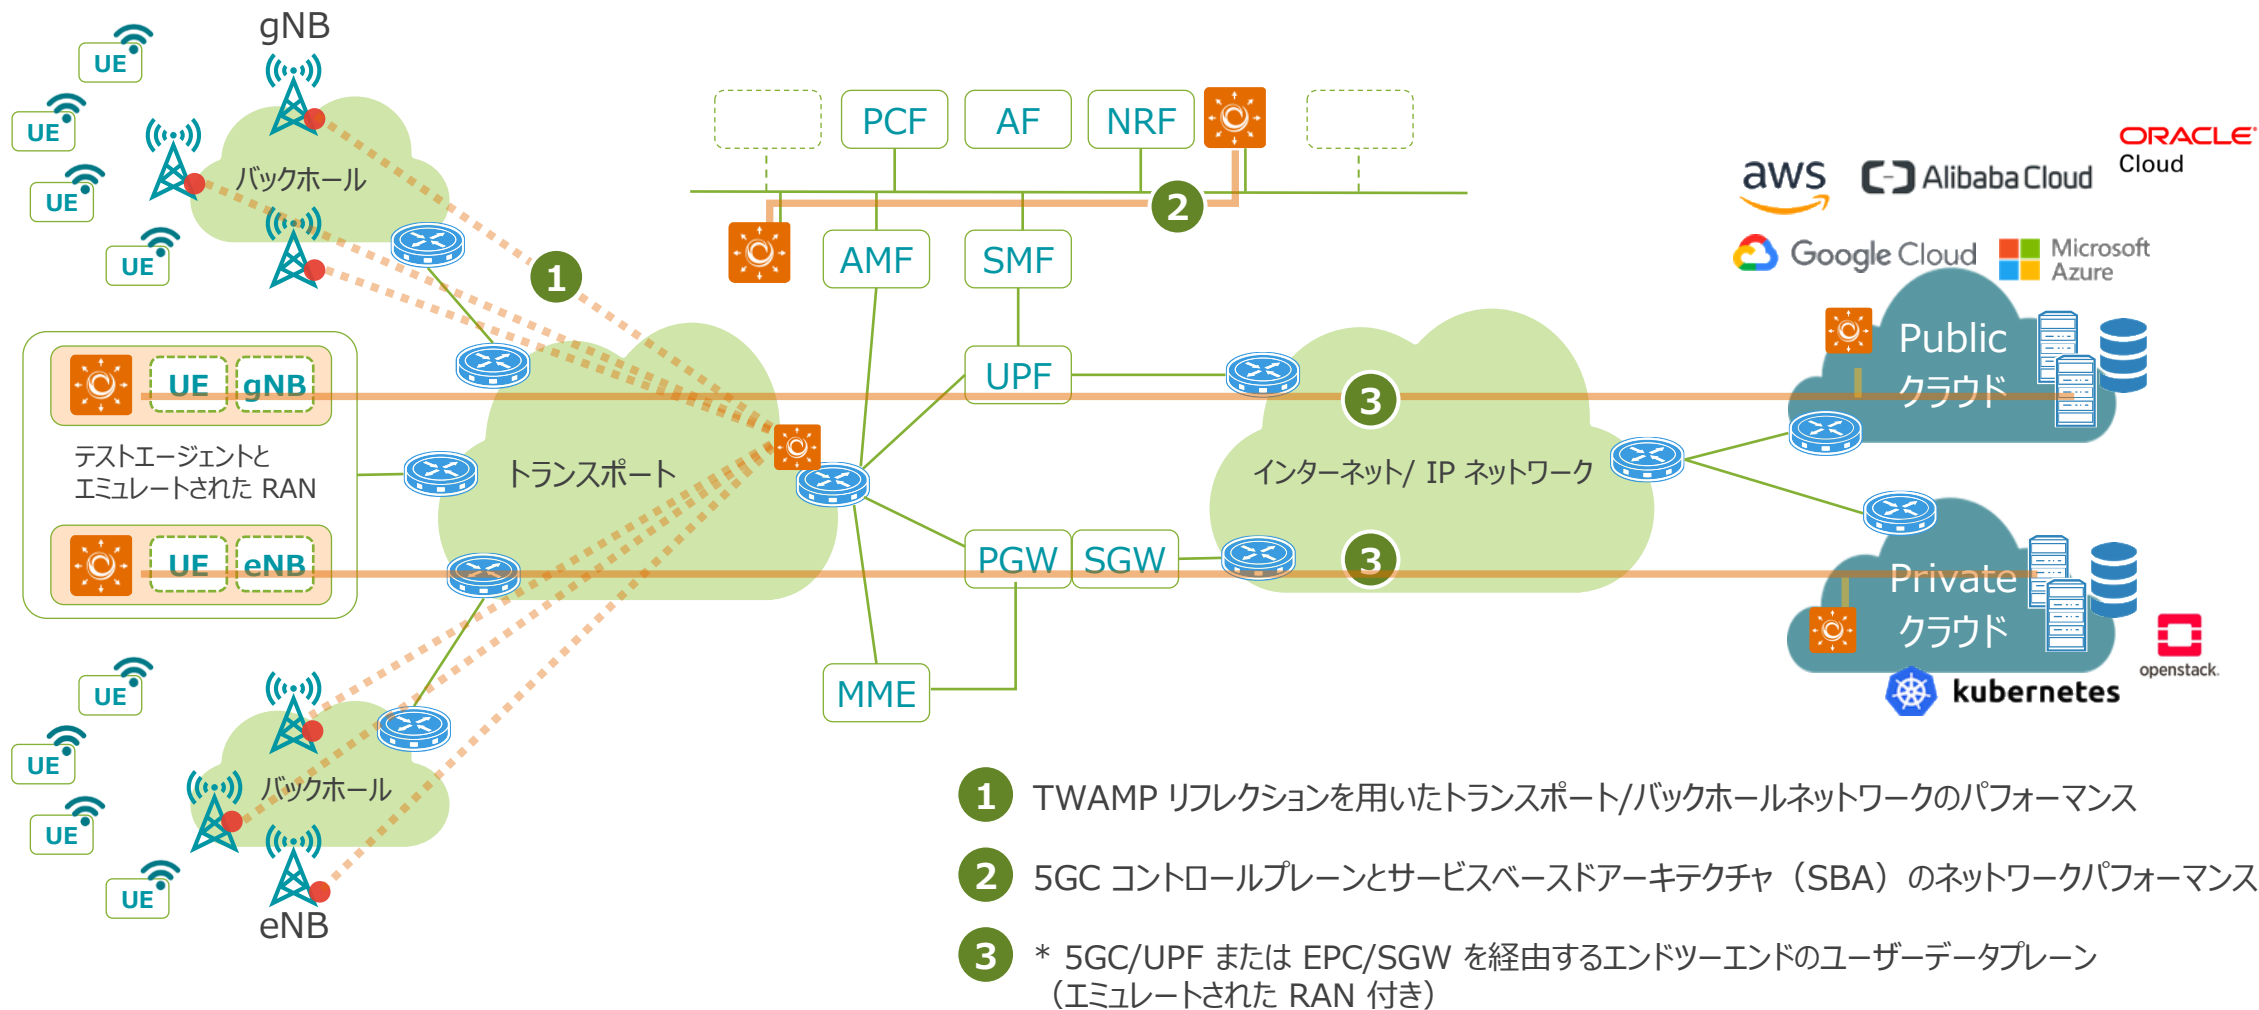 gNB
UE
UE
UE
UE
バックホール
1
PCF
AF
NRF
2
AMF
SMF
UPF
aws
Alibaba Cloud
ORACLE
Cloud
Google Cloud
Microsoft
Azure
UE
gNB
テストエージェントと
エミュレートされた RAN
UE
eNB
トランスポート
3
インターネット/ IP ネットワーク
3
Public
クラウド
Private
クラウド
PGW
SGW
MME
openstack.
kubernetes
UE
UE
UE
UE
バックホール
eNB
1 TWAMP リフレクションを用いたトランスポート/バックホールネットワークのパフォーマンス
2 5GC コントロールプレーンとサービスベースドアーキテクチャ（SBA）のネットワークパフォーマンス
3 * 5GC/UPF または EPC/SGW を経由するエンドツーエンドのユーザーデータプレーン
（エミュレートされた RAN 付き）